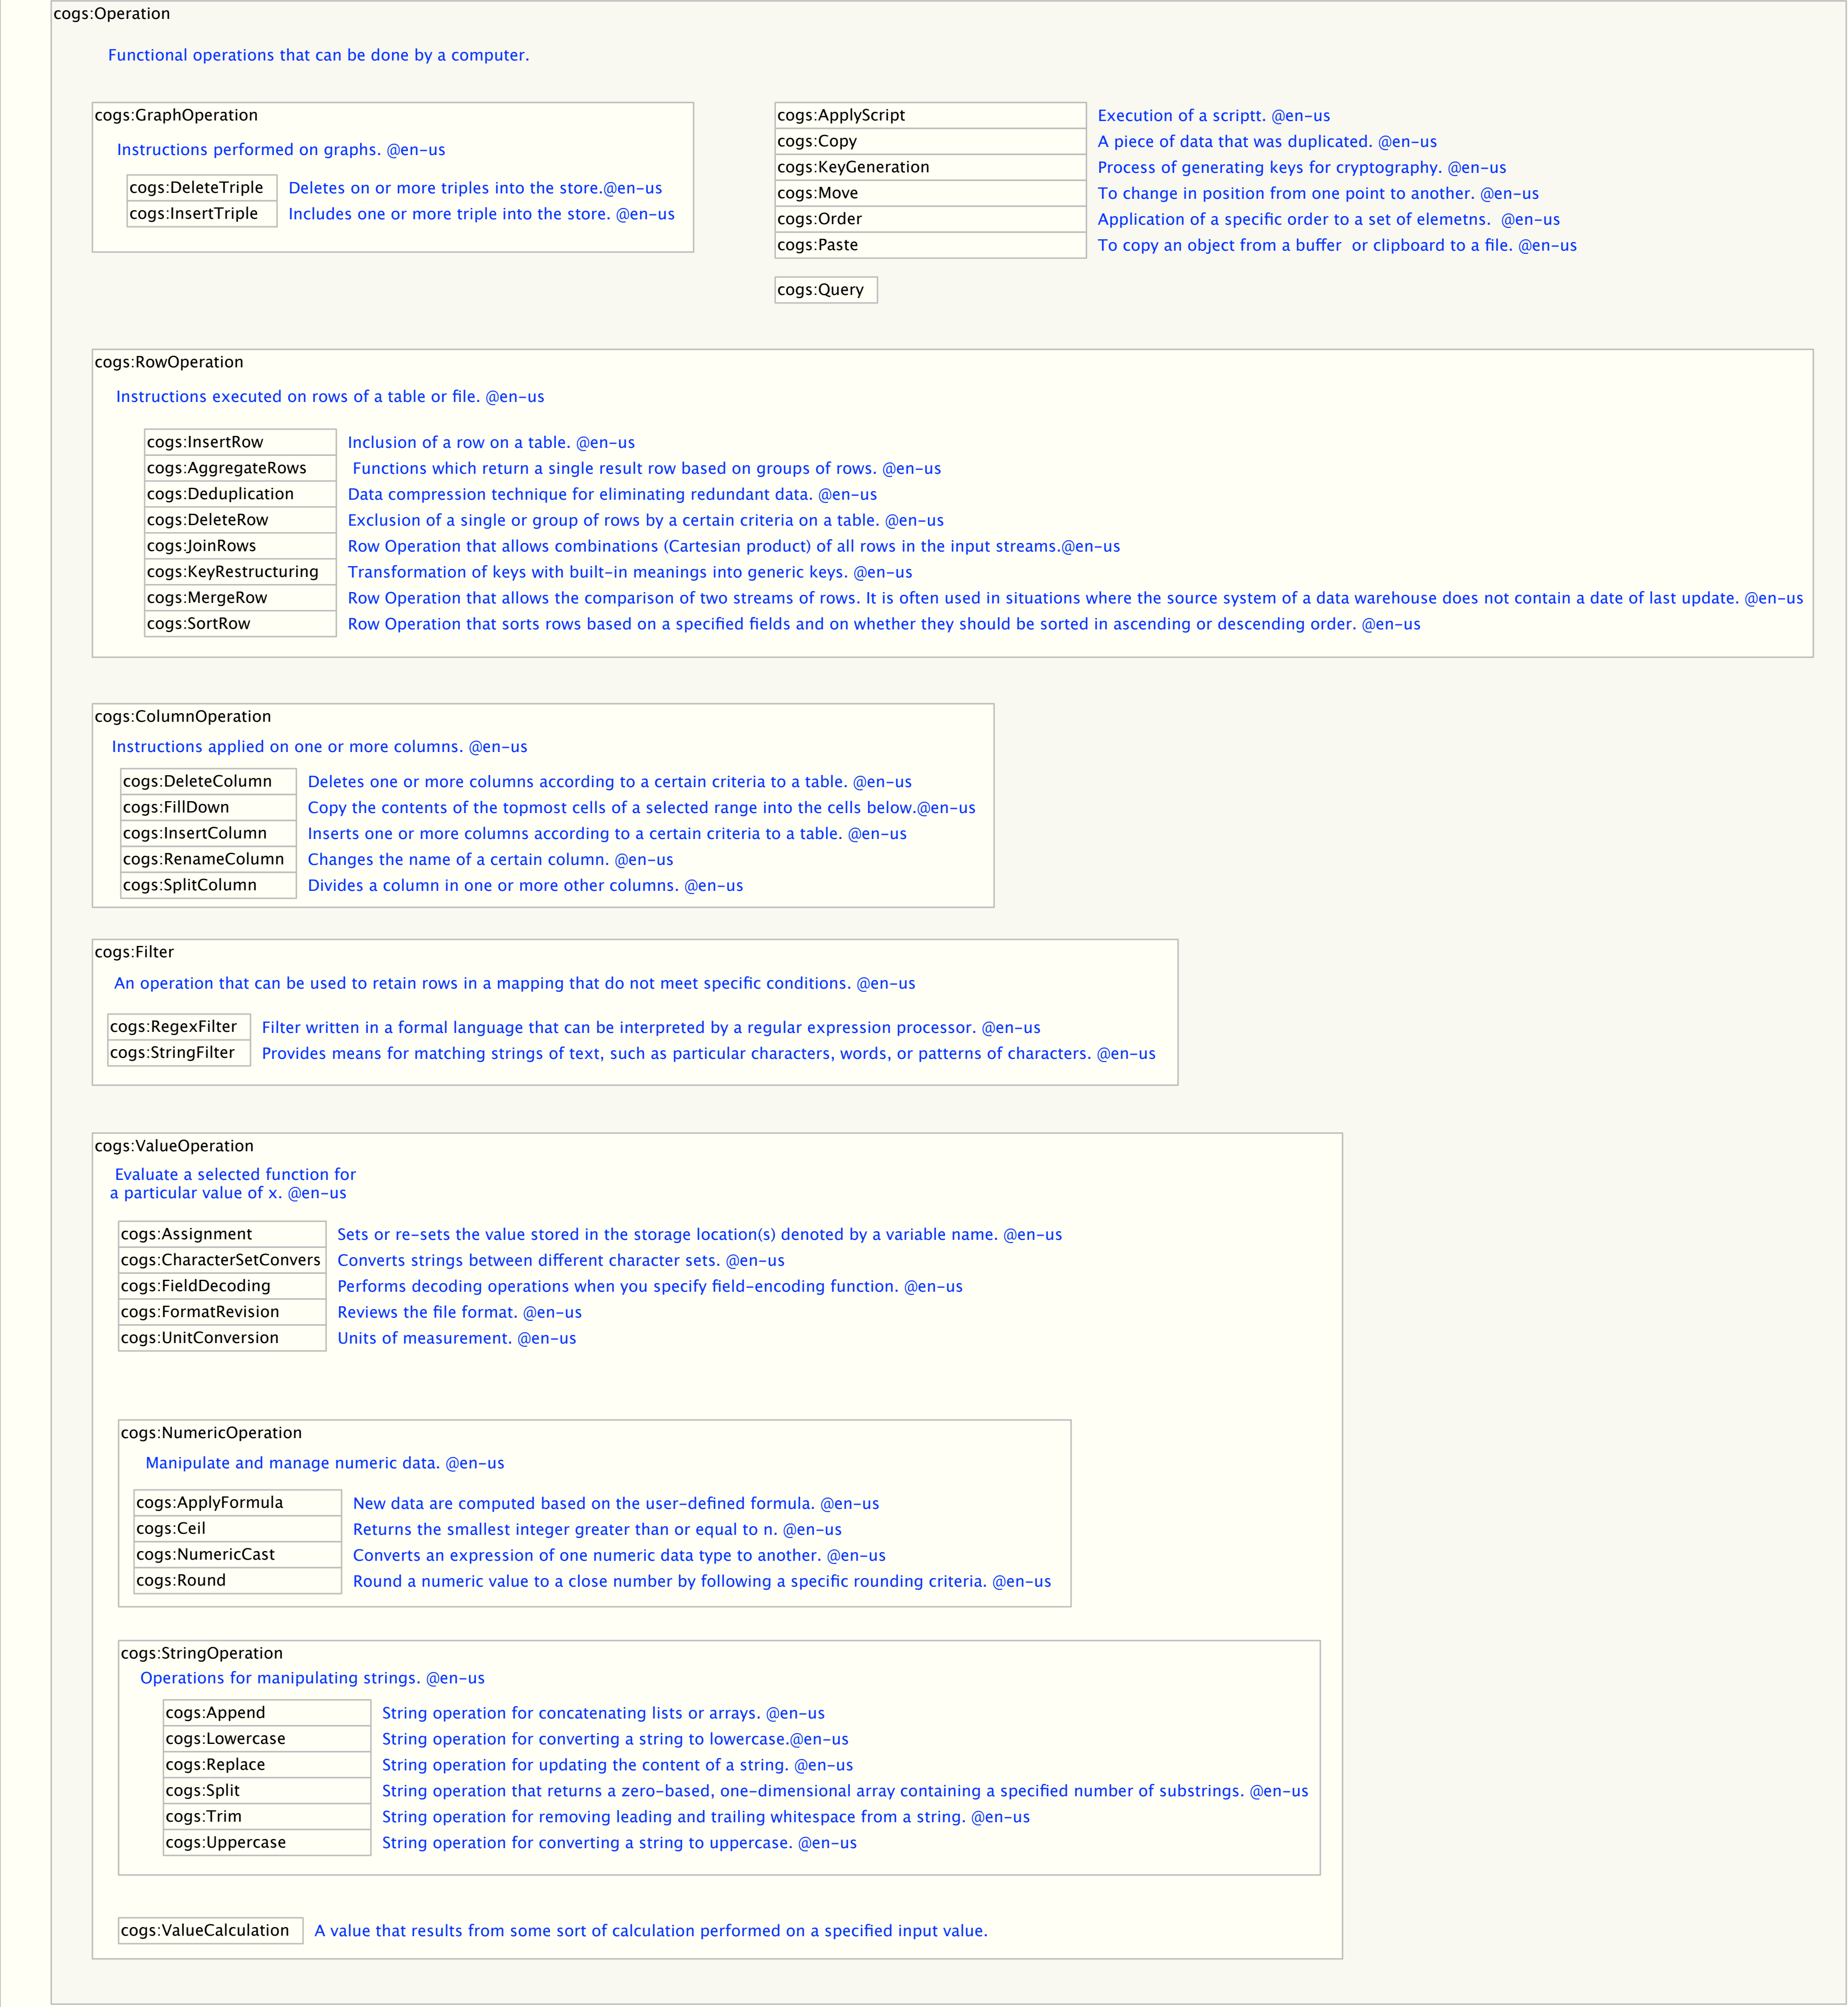 cogs:Operation
Functional operations that can be done by a computer.
cogs:GraphOperation
Instructions performed on graphs. @en-us
cogs:DeleteTriple Deletes on or more triples into the store.@en-us
cogs:InsertTriple Includes one or more triple into the store. @en-us
cogs:ApplyScript Execution of a scriptt. @en-us
cogs:Copy A piece of data that was duplicated. @en-us
cogs:KeyGeneration Process of generating keys for cryptography. @en-us
cogs:Move To change in position from one point to another. @en-us
cogs:Order Application of a specific order to a set of elemetns. @en-us
cogs:Paste To copy an object from a buffer or clipboard to a file. @en-us
cogs:Query
cogs:RowOperation
Instructions executed on rows of a table or file. @en-us
cogs:InsertRow Inclusion of a row on a table. @en-us
cogs:AggregateRows Functions which return a single result row based on groups of rows. @en-us
cogs:Deduplication Data compression technique for eliminating redundant data. @en-us
cogs:DeleteRow Exclusion of a single or group of rows by a certain criteria on a table. @en-us
cogs:JoinRows Row Operation that allows combinations (Cartesian product) of all rows in the input streams.@en-us
cogs:KeyRestructuring Transformation of keys with built-in meanings into generic keys. @en-us
cogs:MergeRow Row Operation that allows the comparison of two streams of rows. It is often used in situations where the source system of a data warehouse does not contain a date of last update. @en-us
cogs:SortRow Row Operation that sorts rows based on a specified fields and on whether they should be sorted in ascending or descending order. @en-us
cogs:ColumnOperation
Instructions applied on one or more columns. @en-us
cogs:DeleteColumn Deletes one or more columns according to a certain criteria to a table. @en-us
cogs:FillDown Copy the contents of the topmost cells of a selected range into the cells below.@en-us
cogs:InsertColumn Inserts one or more columns according to a certain criteria to a table. @en-us
cogs:RenameColumn Changes the name of a certain column. @en-us
cogs:SplitColumn Divides a column in one or more other columns. @en-us
cogs:Filter
An operation that can be used to retain rows in a mapping that do not meet specific conditions. @en-us
cogs:RegexFilter Filter written in a formal language that can be interpreted by a regular expression processor. @en-us
cogs:StringFilter Provides means for matching strings of text, such as particular characters, words, or patterns of characters. @en-us
cogs:ValueOperation
Evaluate a selected function for
a particular value of x. @en-us
cogs:Assignment Sets or re-sets the value stored in the storage location(s) denoted by a variable name. @en-us
cogs:CharacterSetConvers Converts strings between different character sets. @en-us
cogs:FieldDecoding Performs decoding operations when you specify field-encoding function. @en-us
cogs:FormatRevision Reviews the file format. @en-us
cogs:UnitConversion Units of measurement. @en-us
cogs:NumericOperation
Manipulate and manage numeric data. @en-us
cogs:ApplyFormula New data are computed based on the user-defined formula. @en-us
cogs:Ceil Returns the smallest integer greater than or equal to n. @en-us
cogs:NumericCast Converts an expression of one numeric data type to another. @en-us
cogs:Round Round a numeric value to a close number by following a specific rounding criteria. @en-us
cogs:StringOperation
Operations for manipulating strings. @en-us
cogs:Append String operation for concatenating lists or arrays. @en-us
cogs:Lowercase String operation for converting a string to lowercase.@en-us
cogs:Replace String operation for updating the content of a string. @en-us
cogs:Split String operation that returns a zero-based, one-dimensional array containing a specified number of substrings. @en-us
cogs:Trim String operation for removing leading and trailing whitespace from a string. @en-us
cogs:Uppercase String operation for converting a string to uppercase. @en-us
cogs:ValueCalculation A value that results from some sort of calculation performed on a specified input value.